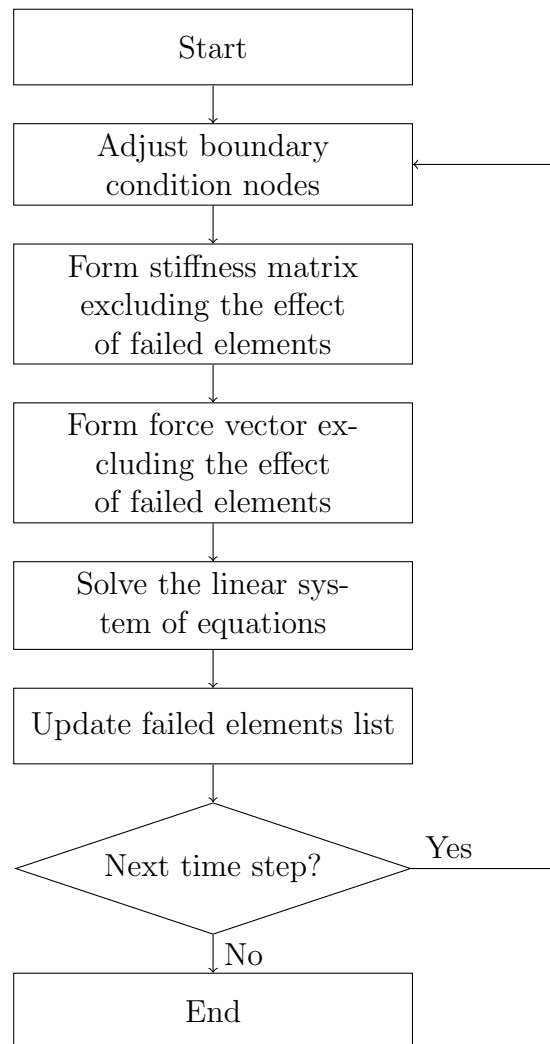 Start
Adjust boundary
condition nodes
Form stiffness matrix
excluding the effect
of failed elements
Form force vector ex-
cluding the effect
of failed elements
Solve the linear sys-
tem of equations
Update failed elements list
Next time step?
Yes
No
End